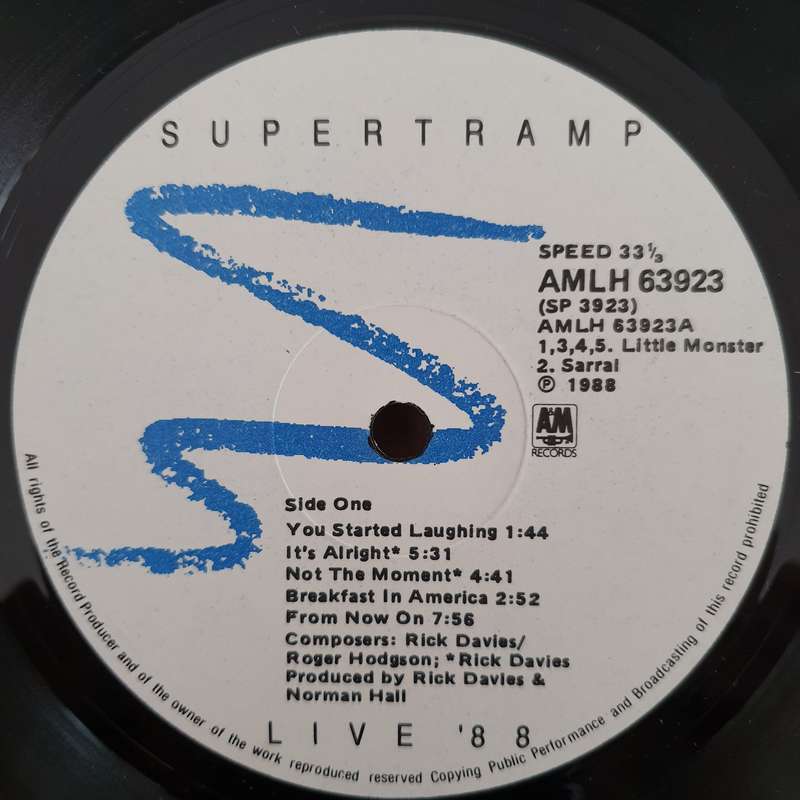 SUPERTRAMP
SPEED 33⅓
AMLH 63923
(SP 3923)
AMLH 63923A
1,3,4,5. Little Monster
2. Sarral
℗ 1988
A&M
RECORDS
Side One
You Started Laughing 1:44
It's Alright* 5:31
Not The Moment* 4:41
Breakfast In America 2:52
From Now On 7:56
Composers: Rick Davies/
Roger Hodgson; *Rick Davies
Produced by Rick Davies &
Norman Hall
LIVE '88
All rights of the Record Producer and of the owner of the work reproduced reserved Copying Public Performance and Broadcasting of this record prohibited